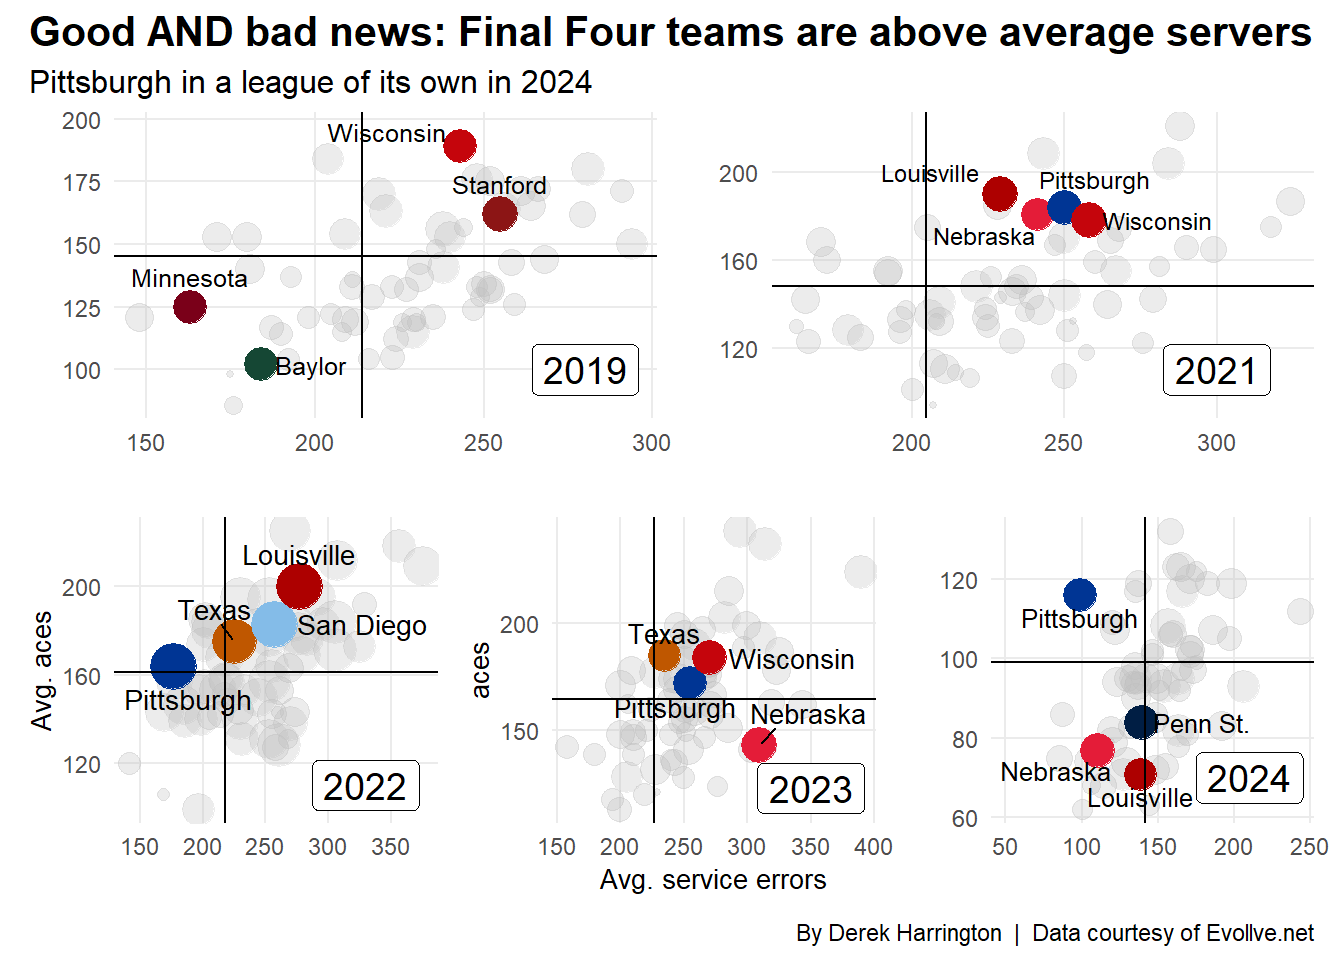 Good AND bad news: Final Four teams are above average servers
Pittsburgh in a league of its own in 2024
200
175
150
125
100
Wisconsin
Stanford
Minnesota
Baylor
2019
150
200
250
300
200
160
120
Louisville
Pittsburgh
Nebraska
Wisconsin
2021
200
250
300
Avg. aces
200
160
120
Louisville
Texas
San Diego
Pittsburgh
2022
150
200
250
300
350
aces
200
150
Texas
Wisconsin
Pittsburgh
Nebraska
2023
150
200
250
300
350
400
Avg. service errors
120
100
80
60
Pittsburgh
Penn St.
Nebraska
Louisville
2024
50
100
150
200
250
By Derek Harrington | Data courtesy of Evollve.net